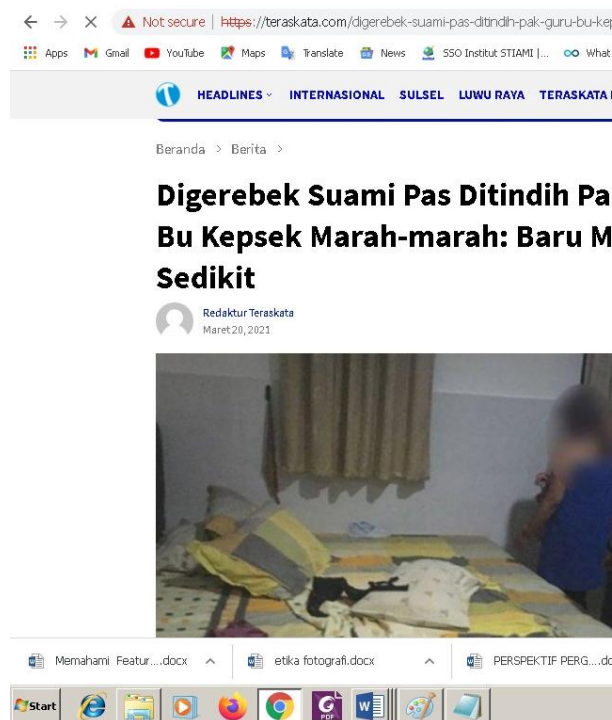 Not secure | https://teraskata.com/digerebek-suami-pas-ditindih-pak-guru-bu-kep
Apps Gmail YouTube Maps Translate News SSO Institut STIAMI |... What
HEADLINES INTERNASIONAL SULSEL LUWU RAYA TERASKATA
Beranda > Berita >
Digerebek Suami Pas Ditindih Pa
Bu Kepsek Marah-marah: Baru M
Sedikit
Redaktur Teraskata
Maret 20, 2021
Memahami Featur....docx etika fotografi.docx PERSPEKTIF PERG....do
Start
PDF